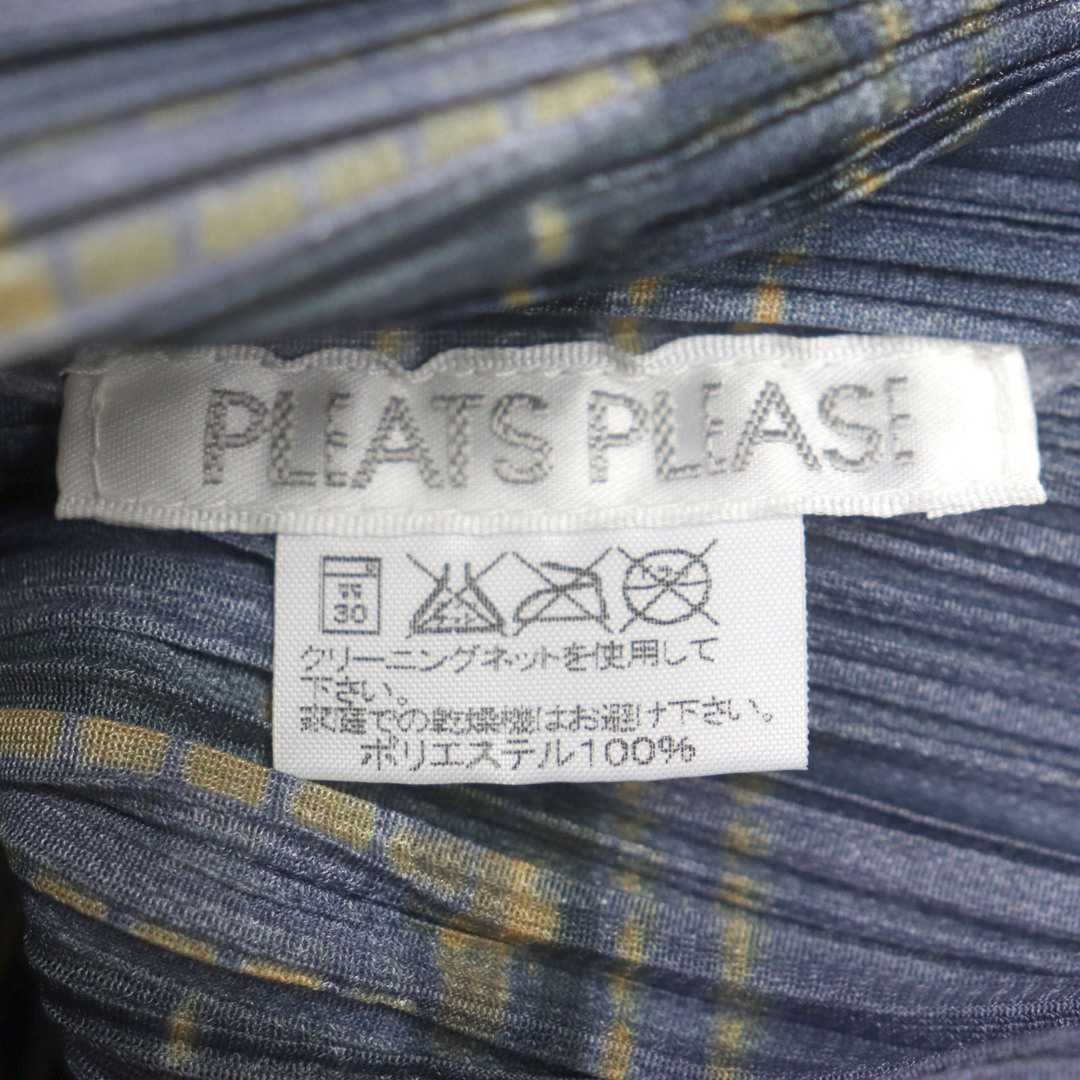 PLEATS PLEASE
弱
30
クリーニングネットを使用して
下さい。
家庭での乾燥機はお避け下さい。
ポリエステル100%